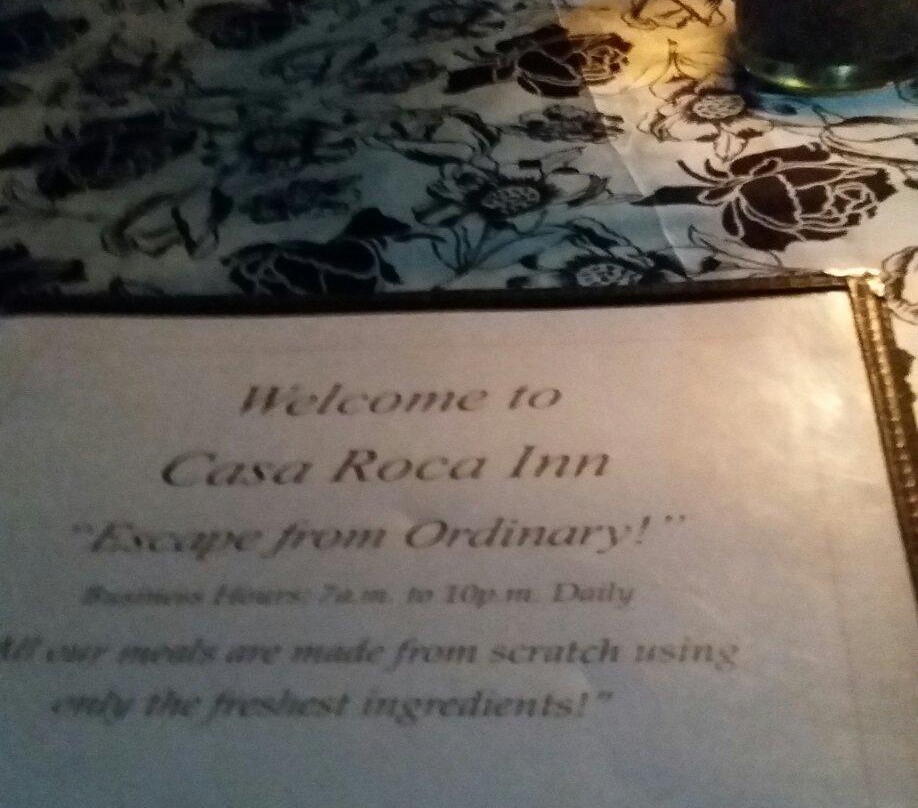 Welcome to
Casa Roca Inn
"Escape from Ordinary!"
Business Hours: 7a.m. to 10p.m. Daily
All our meals are made from scratch using
only the freshest ingredients!"